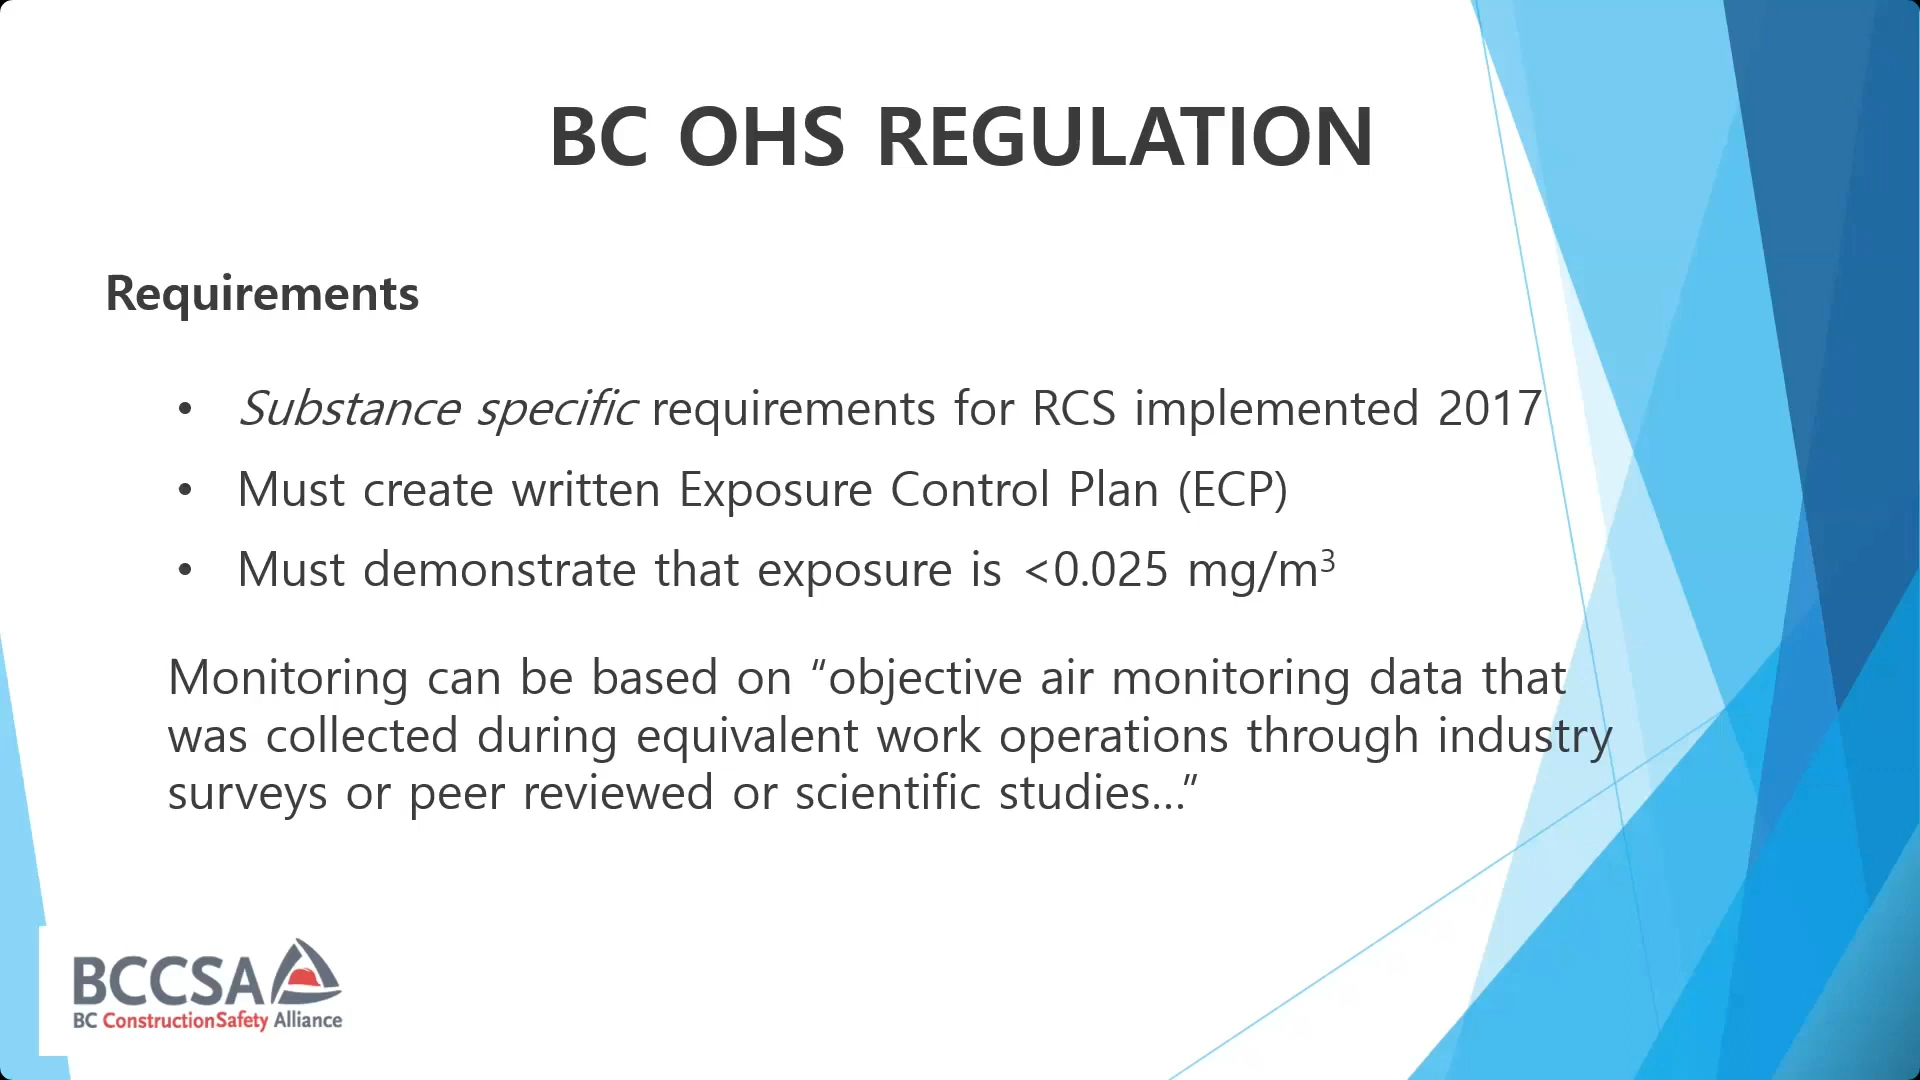 BC OHS REGULATION
Requirements
• Substance specific requirements for RCS implemented 2017
• Must create written Exposure Control Plan (ECP)
• Must demonstrate that exposure is <0.025 mg/m³
Monitoring can be based on “objective air monitoring data that
was collected during equivalent work operations through industry
surveys or peer reviewed or scientific studies…”
BCCSA
BC ConstructionSafety Alliance